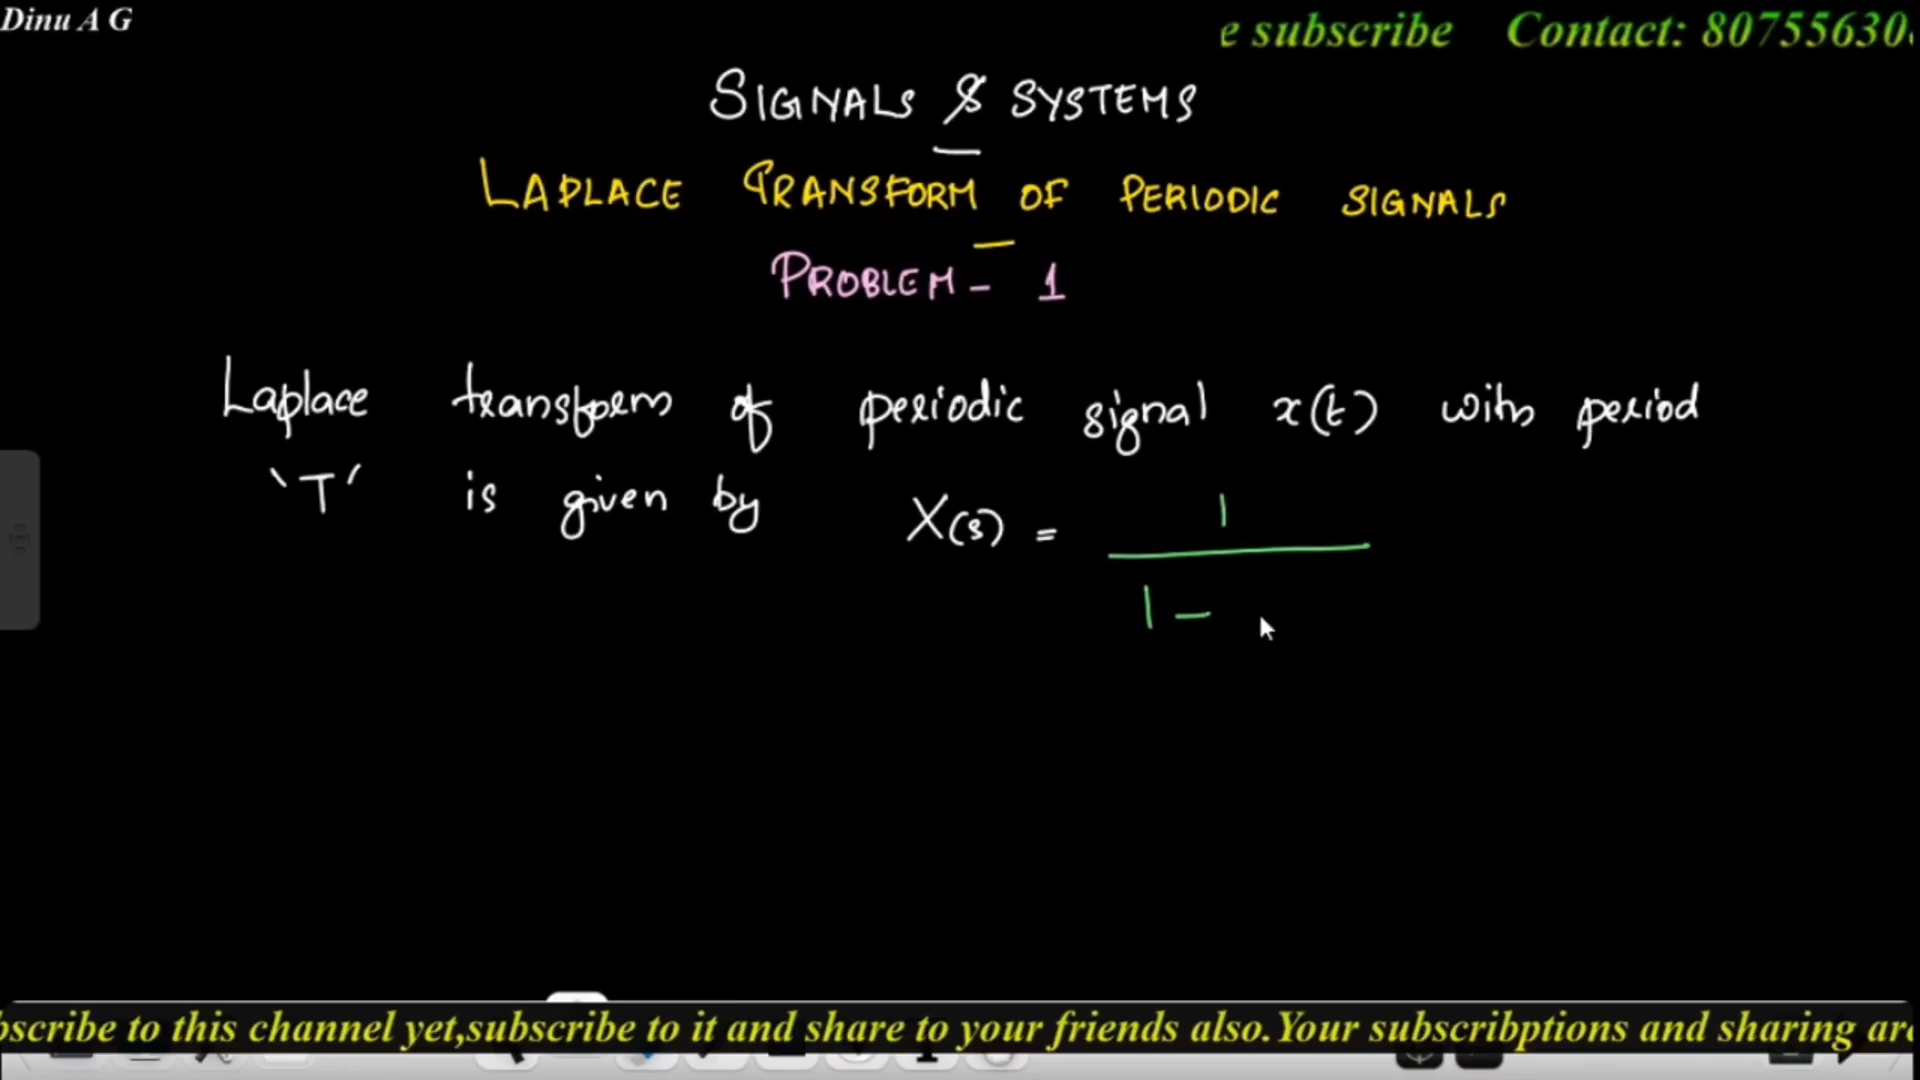 Dinu A G
e subscribe Contact: 80755630
SIGNALS & SYSTEMS
LAPLACE TRANSFORM OF PERIODIC SIGNALS
PROBLEM - 1
Laplace transform of periodic signal x(t) with period
'T' is given by X(s) =
1
1 -
bscribe to this channel yet,subscribe to it and share to your friends also.Your subscribptions and sharing are